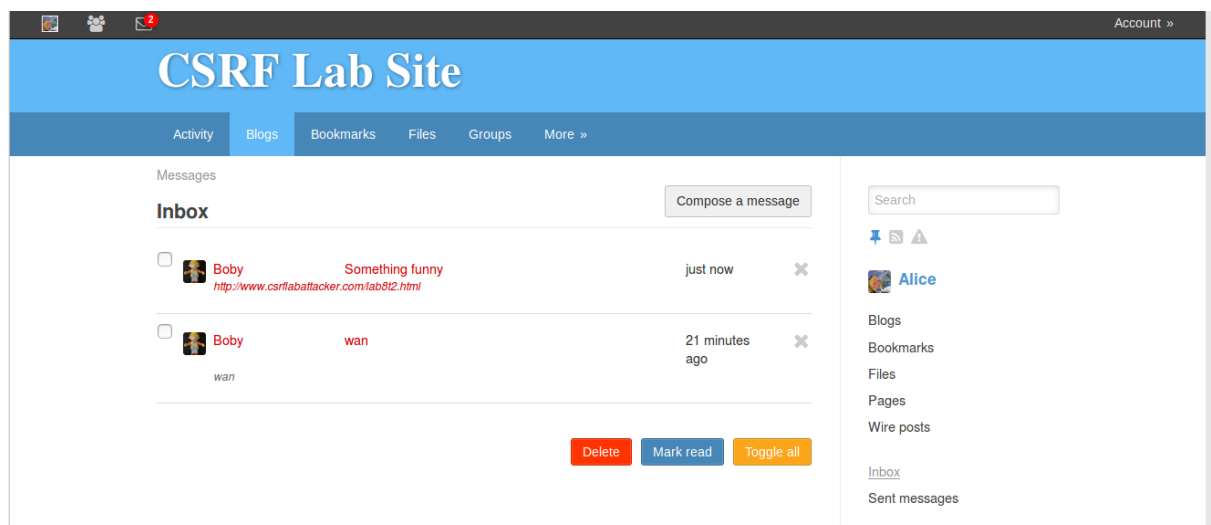 2
Account »
CSRF Lab Site
Activity Blogs Bookmarks Files Groups More »
Messages
Inbox
Compose a message
Boby Something funny just now
http://www.csrflabattacker.com/lab8t2.html
Boby wan 21 minutes
ago
wan
Delete Mark read Toggle all
Search
Alice
Blogs
Bookmarks
Files
Pages
Wire posts
Inbox
Sent messages